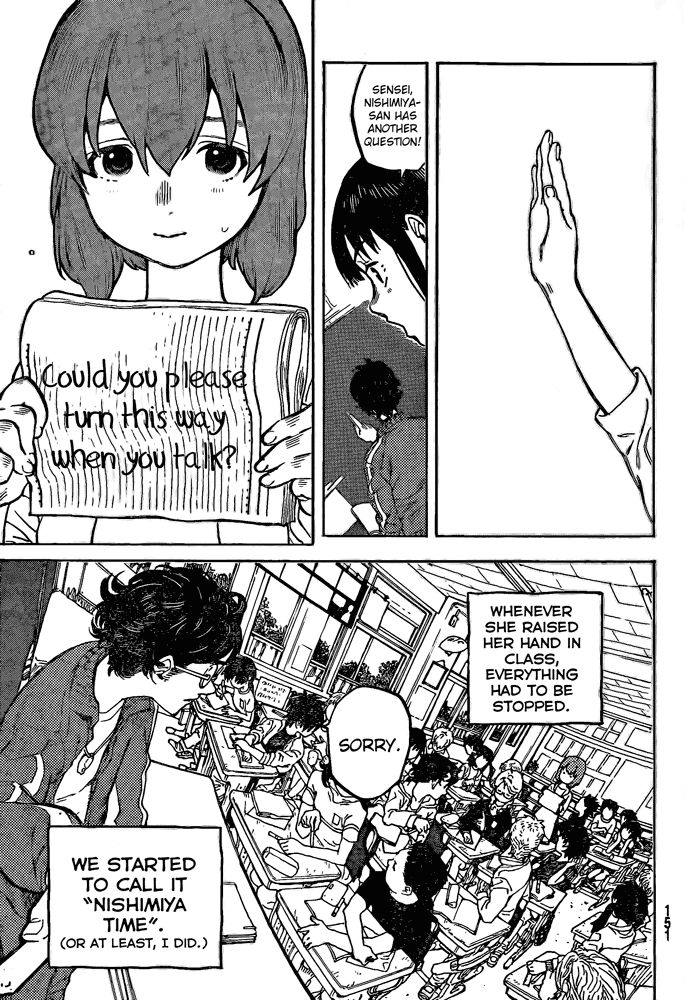 SENSEI,
NISHIMIYA-
SAN HAS
ANOTHER
QUESTION!
Could you please
turn this way
when you talk?
WHENEVER
SHE RAISED
HER HAND IN
CLASS,
EVERYTHING
HAD TO BE
STOPPED.
SORRY.
WE STARTED
TO CALL IT
"NISHIMIYA
TIME".
(OR AT LEAST, I DID.)
151